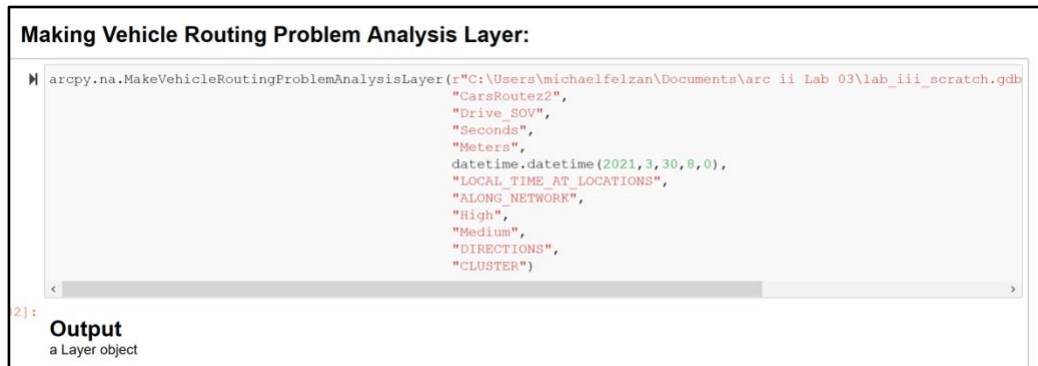 Making Vehicle Routing Problem Analysis Layer:
arcpy.na.MakeVehicleRoutingProblemAnalysisLayer(r"C:\Users\michaelfelzan\Documents\arc ii Lab 03\lab_iii_scratch.gdb
"CarsRoutez2",
"Drive_SOV",
"Seconds",
"Meters",
datetime.datetime(2021,3,30,8,0),
"LOCAL_TIME_AT_LOCATIONS",
"ALONG_NETWORK",
"High",
"Medium",
"DIRECTIONS",
"CLUSTER")
2]:
Output
a Layer object